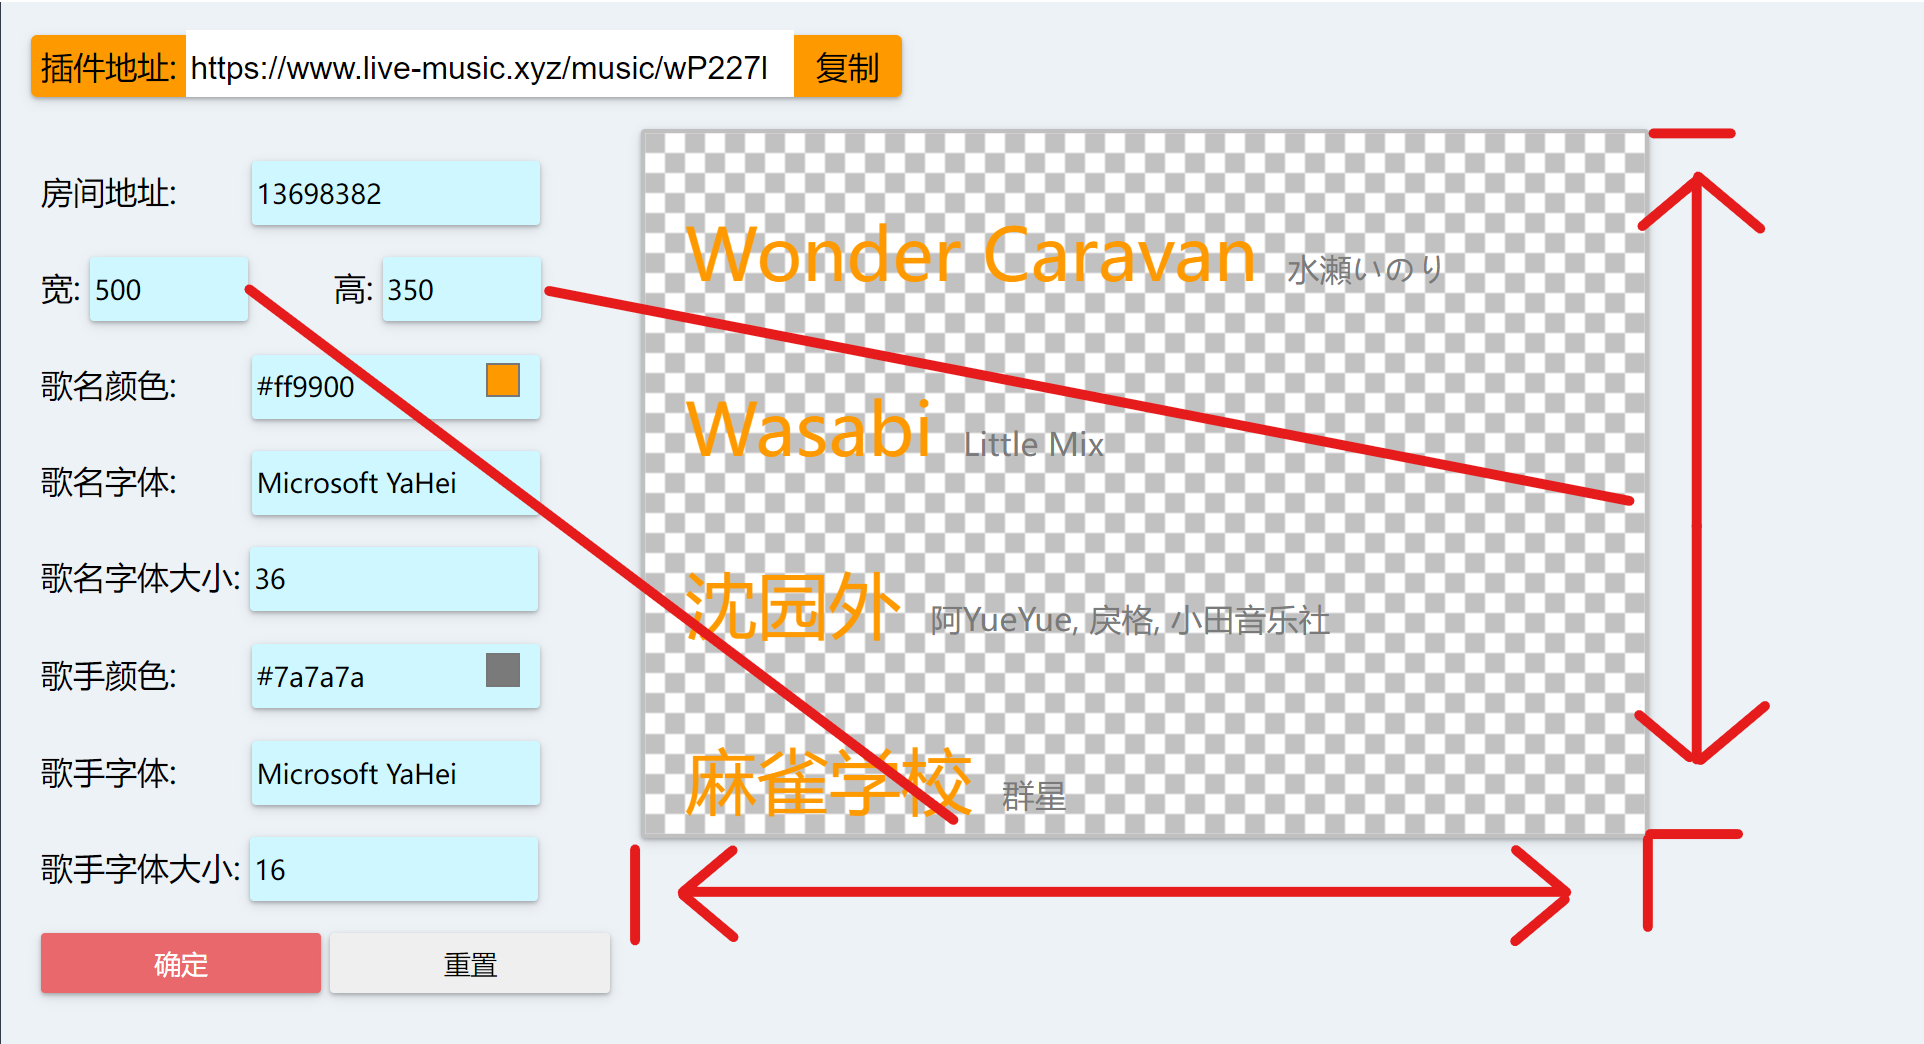 插件地址: https://www.live-music.xyz/music/wP227l 复制
房间地址: 13698382
宽: 500 高: 350
歌名颜色: #ff9900
歌名字体: Microsoft YaHei
歌名字体大小: 36
歌手颜色: #7a7a7a
歌手字体: Microsoft YaHei
歌手字体大小: 16
确定 重置
Wonder Caravan 水瀬いのり
Wasabi Little Mix
沈园外 阿YueYue, 戾格, 小田音乐社
麻雀学校 群星